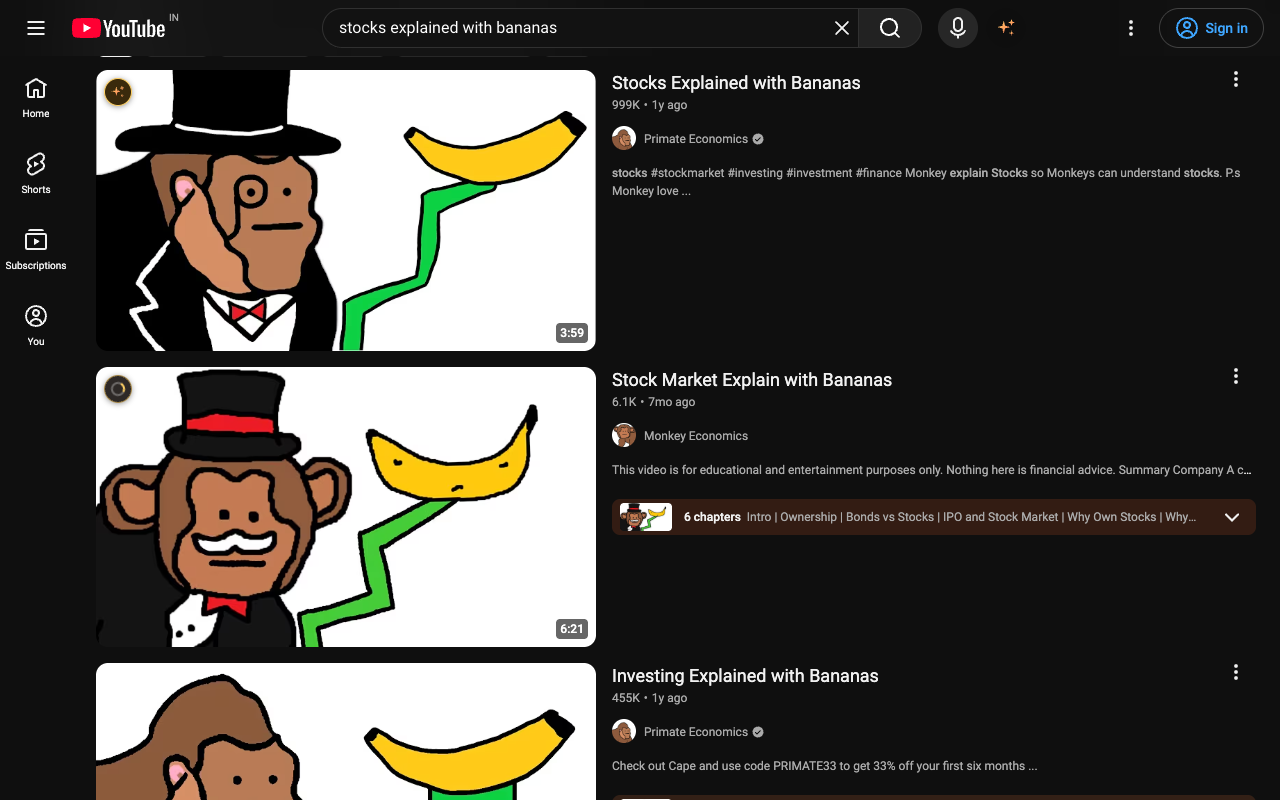 YouTube IN
stocks explained with bananas
Sign in
Home
Shorts
Subscriptions
You
3:59
Stocks Explained with Bananas
999K • 1y ago
Primate Economics
stocks #stockmarket #investing #investment #finance Monkey explain Stocks so Monkeys can understand stocks. P.s
Monkey love ...
6:21
Stock Market Explain with Bananas
6.1K • 7mo ago
Monkey Economics
This video is for educational and entertainment purposes only. Nothing here is financial advice. Summary Company A c...
6 chapters Intro | Ownership | Bonds vs Stocks | IPO and Stock Market | Why Own Stocks | Why...
Investing Explained with Bananas
455K • 1y ago
Primate Economics
Check out Cape and use code PRIMATE33 to get 33% off your first six months ...